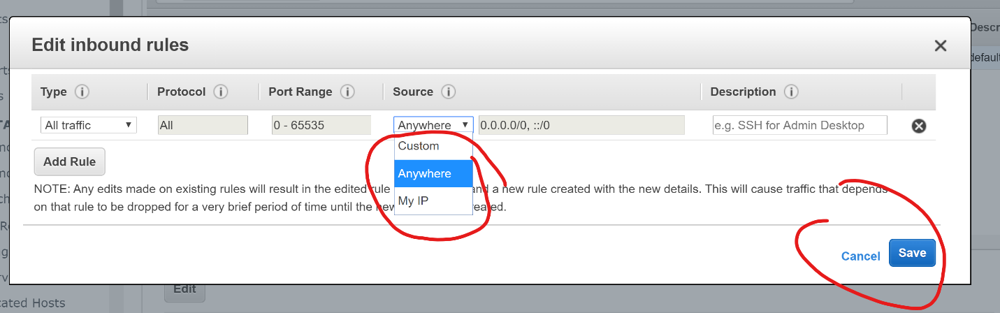 Descr
Edit inbound rules
Type Protocol Port Range Source Description
default
All traffic All 0 - 65535 Anywhere 0.0.0.0/0, ::/0 e.g. SSH for Admin Desktop
Custom
Add Rule
Anywhere
NOTE: Any edits made on existing rules will result in the edited rule and a new rule created with the new details. This will cause traffic that depends
My IP
on that rule to be dropped for a very brief period of time until the new reated.
Cancel Save
Edit
cated Hosts